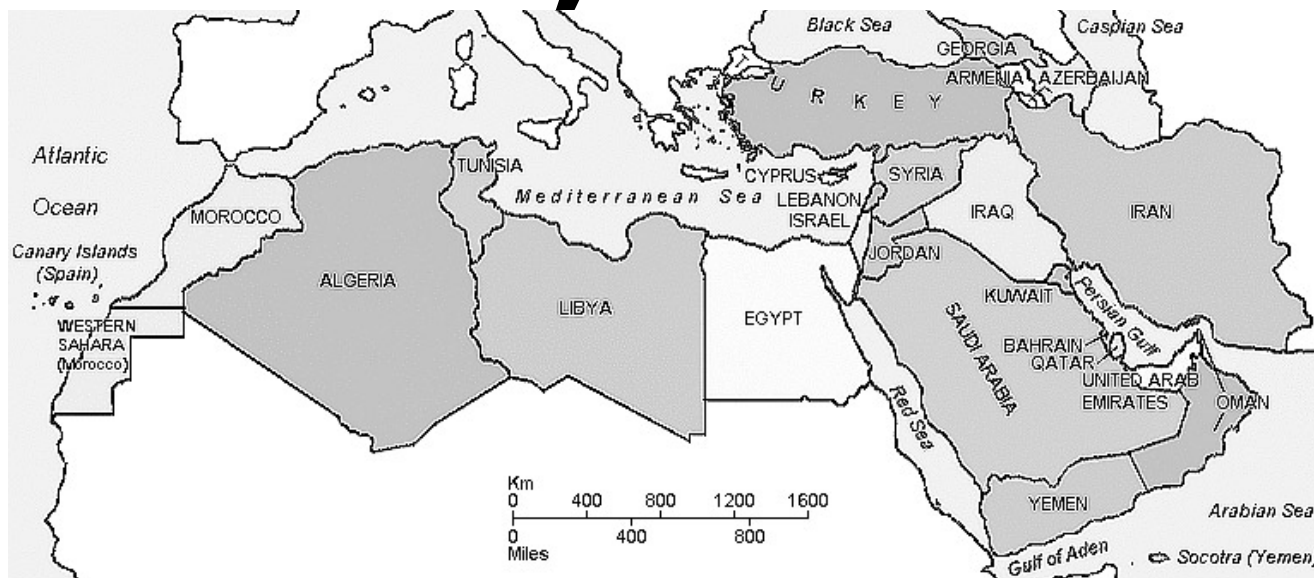 Black Sea
Caspian Sea
GEORGIA
ARMENIA
AZERBAIJAN
URKEY
Atlantic
Ocean
TUNISIA
CYPRUS
SYRIA
Mediterranean Sea
LEBANON
ISRAEL
IRAQ
IRAN
MOROCCO
Canary Islands
(Spain)
JORDAN
ALGERIA
LIBYA
EGYPT
KUWAIT
Persian Gulf
SAUDI ARABIA
WESTERN
SAHARA
(Morocco)
BAHRAIN
QATAR
UNITED ARAB
EMIRATES
OMAN
Red Sea
YEMEN
Km
0 400 800 1200 1600
0 400 800
Miles
Arabian Sea
Gulf of Aden
Socotra (Yemen)